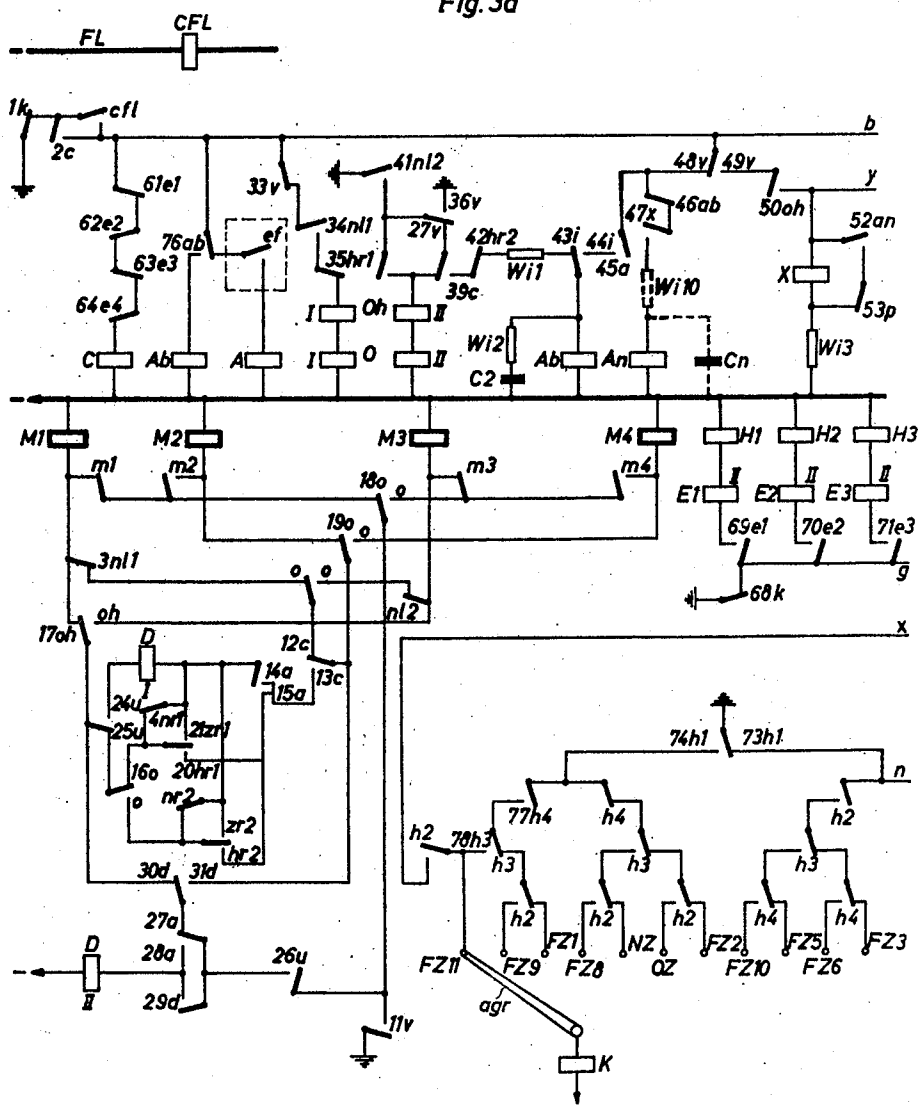 Fig. 3a
FL
CFL
1k
cfl
2c
b
61e1
62e2
63e3
64e4
76ab
ef
33v
34nl1
35hr1
41nl2
36v
27v
39c
42hr2
Wi1
43i
44i
45a
48v
49v
47x
46ab
50oh
y
52an
53p
Wi10
X
Wi3
I
Oh
II
Wi2
C
Ab
A
I
O
II
C2
Ab
An
Cn
M1
M2
M3
M4
H1
H2
H3
m1
m2
m3
m4
18o
o
E1
II
E2
II
E3
II
19o
o
69e1
70e2
71e3
g
3nl1
o
o
nl2
68k
17oh
oh
x
D
I
12c
13c
14a
15a
24u
4nr1
21zr1
25u
20hr1
16o
o
nr2
zr2
hr2
74h1
73h1
n
77h4
h4
h2
h2
78h3
h3
h3
h3
30d
31d
h2
h2
h2
h4
h4
27a
28a
29d
26u
D
II
FZ11
FZ9
FZ1
FZ8
NZ
OZ
FZ2
FZ10
FZ5
FZ6
FZ3
agr
11v
K